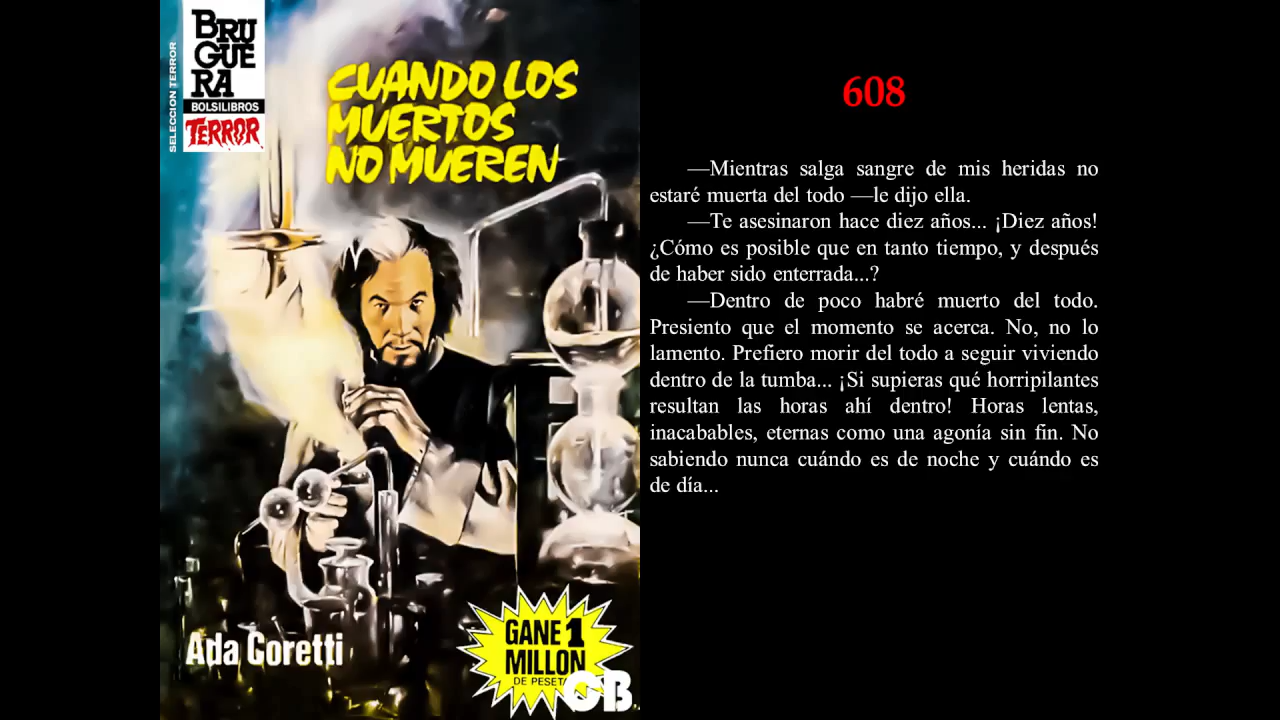 SELECCION TERROR
BRU
GUE
RA
BOLSILIBROS
TERROR
CUANDO LOS
MUERTOS
NO MUEREN
Ada Coretti
GANE 1
MILLON
DE PESET
CB
608
—Mientras salga sangre de mis heridas no
estaré muerta del todo —le dijo ella.
—Te asesinaron hace diez años... ¡Diez años!
¿Cómo es posible que en tanto tiempo, y después
de haber sido enterrada...?
—Dentro de poco habré muerto del todo.
Presiento que el momento se acerca. No, no lo
lamento. Prefiero morir del todo a seguir viviendo
dentro de la tumba... ¡Si supieras qué horripilantes
resultan las horas ahí dentro! Horas lentas,
inacabables, eternas como una agonía sin fin. No
sabiendo nunca cuándo es de noche y cuándo es
de día...